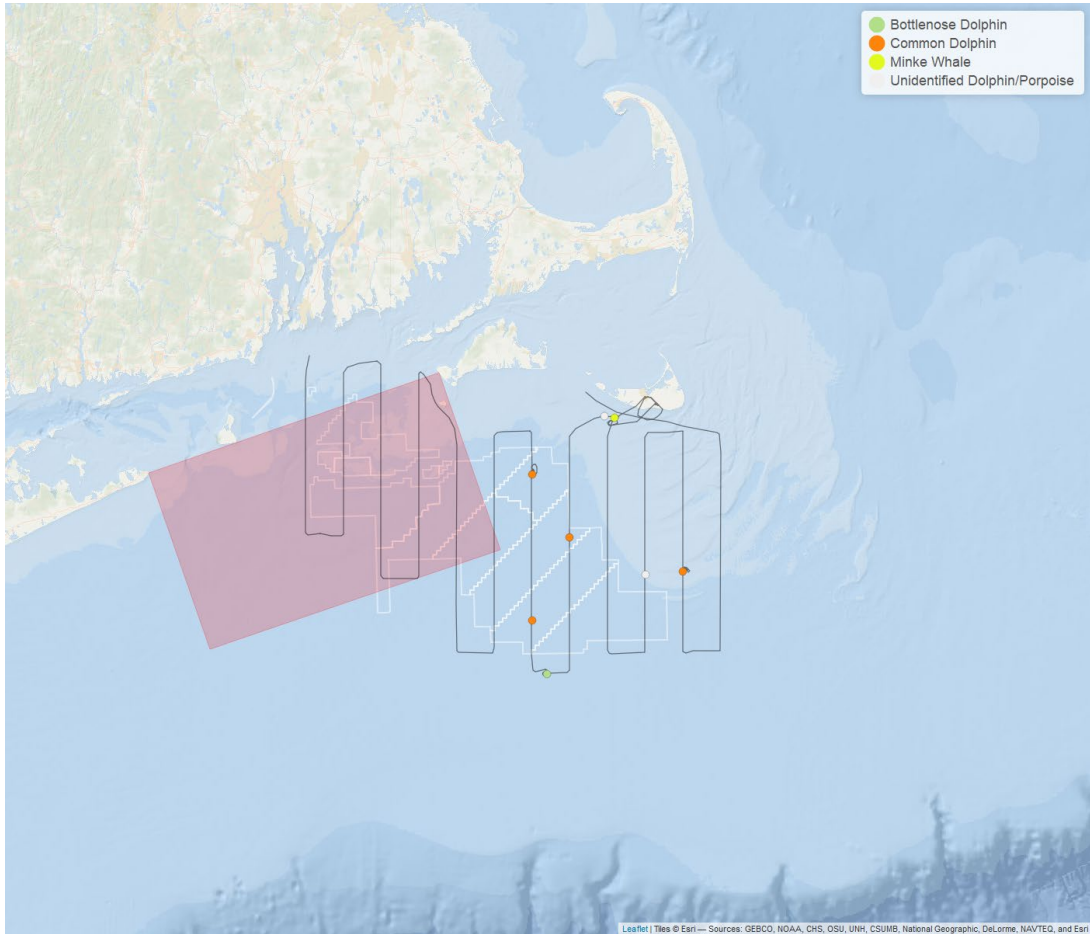 Bottlenose Dolphin
Common Dolphin
Minke Whale
Unidentified Dolphin/Porpoise
Leaflet | Tiles © Esri — Sources: GEBCO, NOAA, CHS, OSU, UNH, CSUMB, National Geographic, DeLorme, NAVTEQ, and Esri